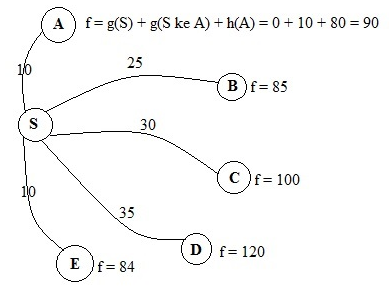 A f = g(S) + g(S ke A) + h(A) = 0 + 10 + 80 = 90
10
25
B f = 85
S
30
C f = 100
10
35
D f = 120
E f = 84